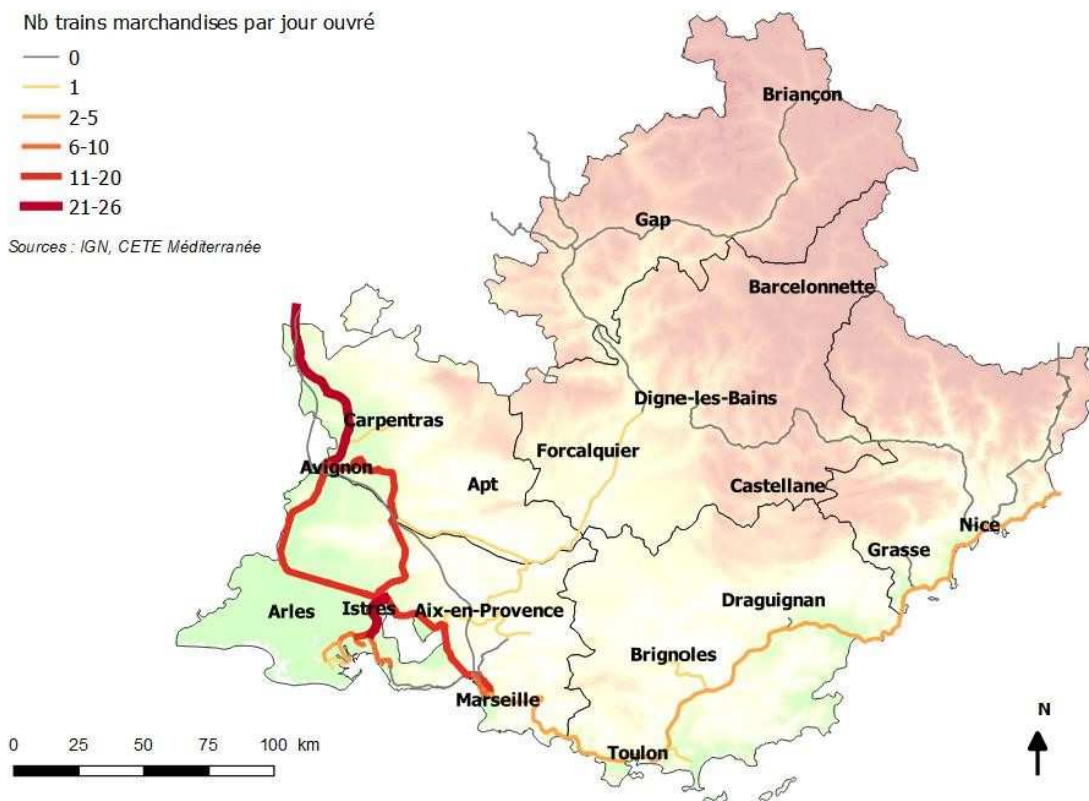 Nb trains marchandises par jour ouvré
0
1
2-5
6-10
11-20
21-26
Sources : IGN, CETE Méditerranée
Briançon
Gap
Barcelonnette
Digne-les-Bains
Carpentras
Forcalquier
Avignon
Apt
Castellane
Nice
Grasse
Arles
Istres
Aix-en-Provence
Draguignan
Brignoles
Marseille
Toulon
N
0 25 50 75 100 km